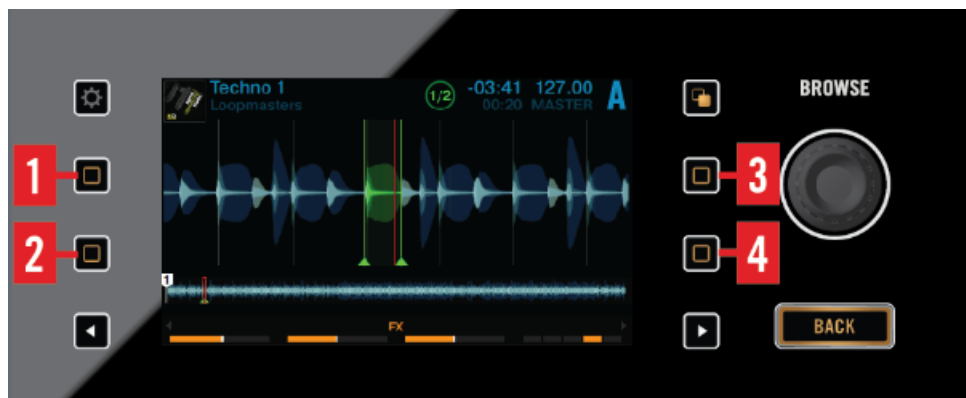 Techno 1
Loopmasters
1/2
-03:41 127.00
00:20 MASTER
A
BROWSE
1
2
3
4
1
FX
BACK